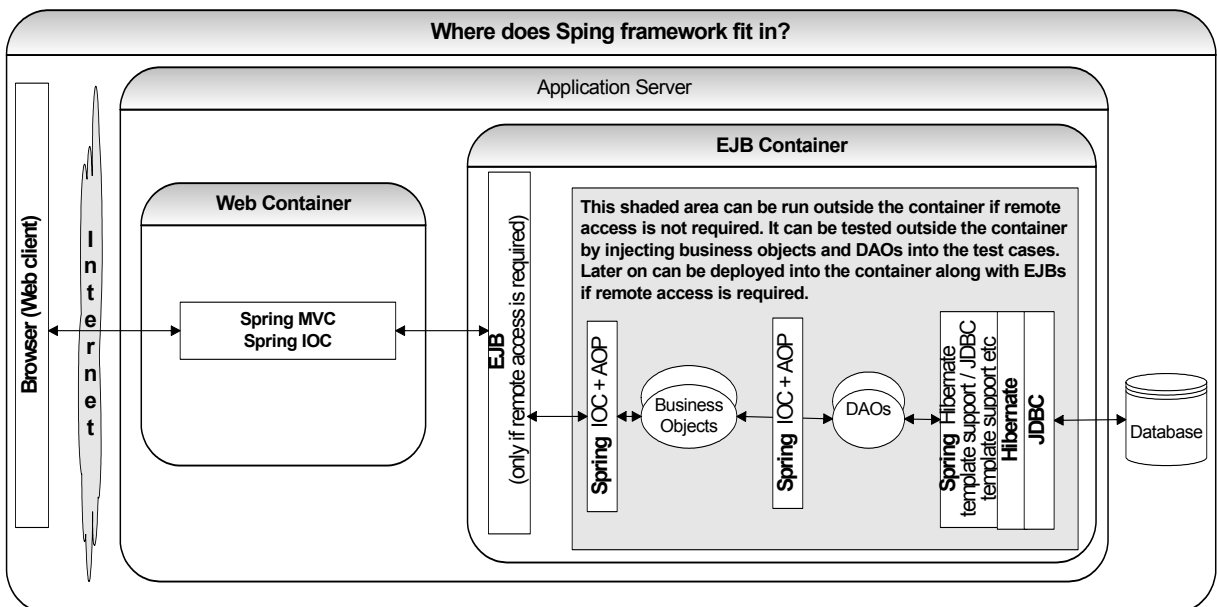 Where does Sping framework fit in?
Application Server
EJB Container
Web Container
Browser (Web client)
Internet
Spring MVC
Spring IOC
EJB
(only if remote access is required)
This shaded area can be run outside the container if remote
access is not required. It can be tested outside the container
by injecting business objects and DAOs into the test cases.
Later on can be deployed into the container along with EJBs
if remote access is required.
Spring IOC + AOP
Business
Objects
Spring IOC + AOP
DAOs
Spring Hibernate
template support / JDBC
template support etc
Hibernate
JDBC
Database